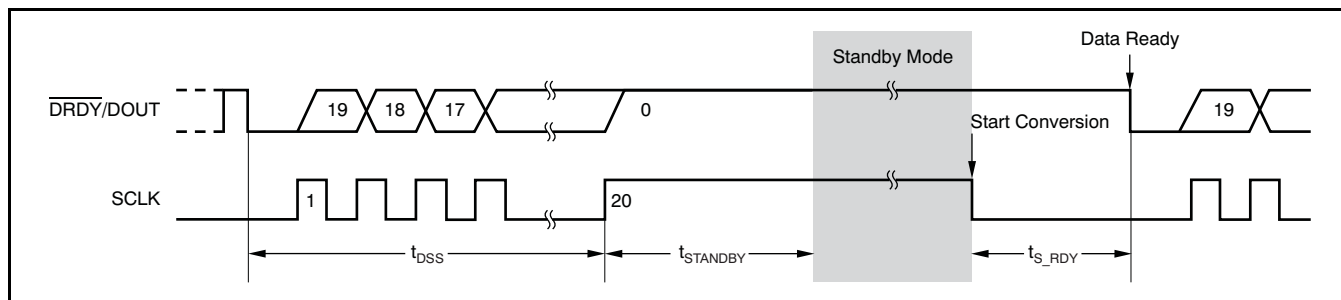 Data Ready
Standby Mode
DRDY/DOUT 19 18 17 0 19
Start Conversion
SCLK 1 20
tDSS tSTANDBY tS_RDY